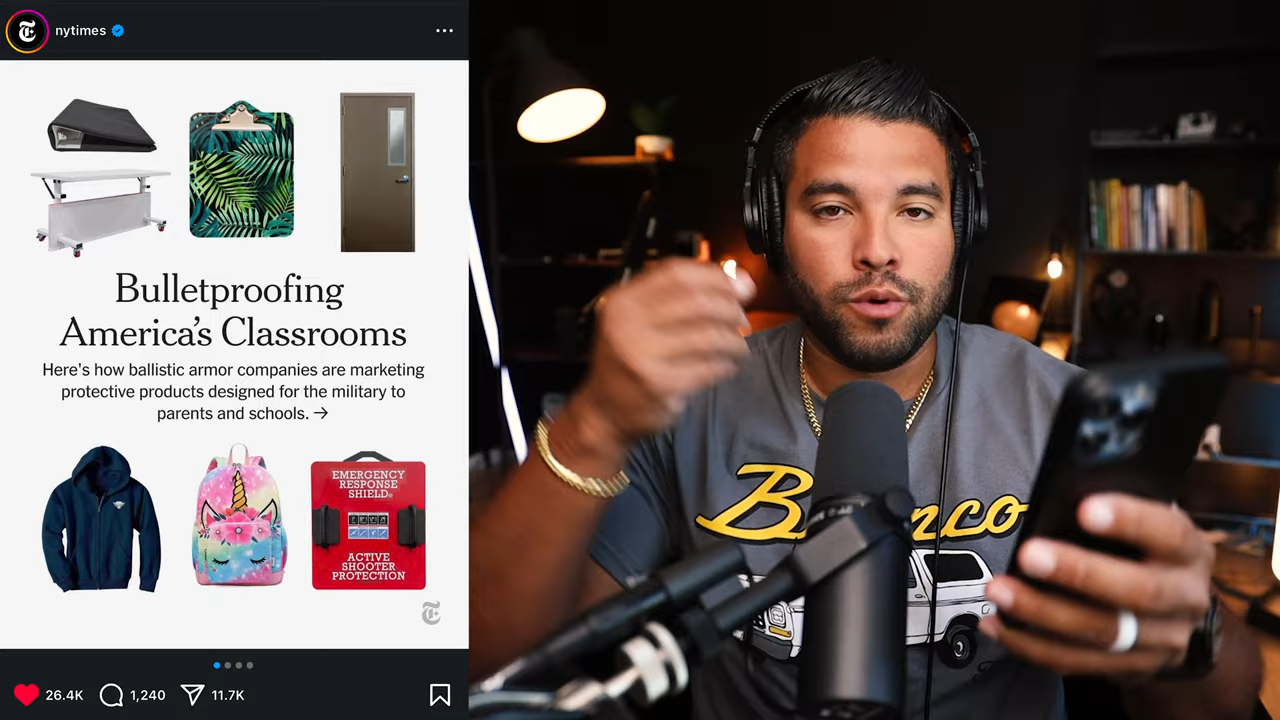 nytimes
Bulletproofing
America’s Classrooms
Here's how ballistic armor companies are marketing
protective products designed for the military to
parents and schools. →
EMERGENCY
RESPONSE
SHIELD®
ACTIVE
SHOOTER
PROTECTION
26.4K
1,240
11.7K